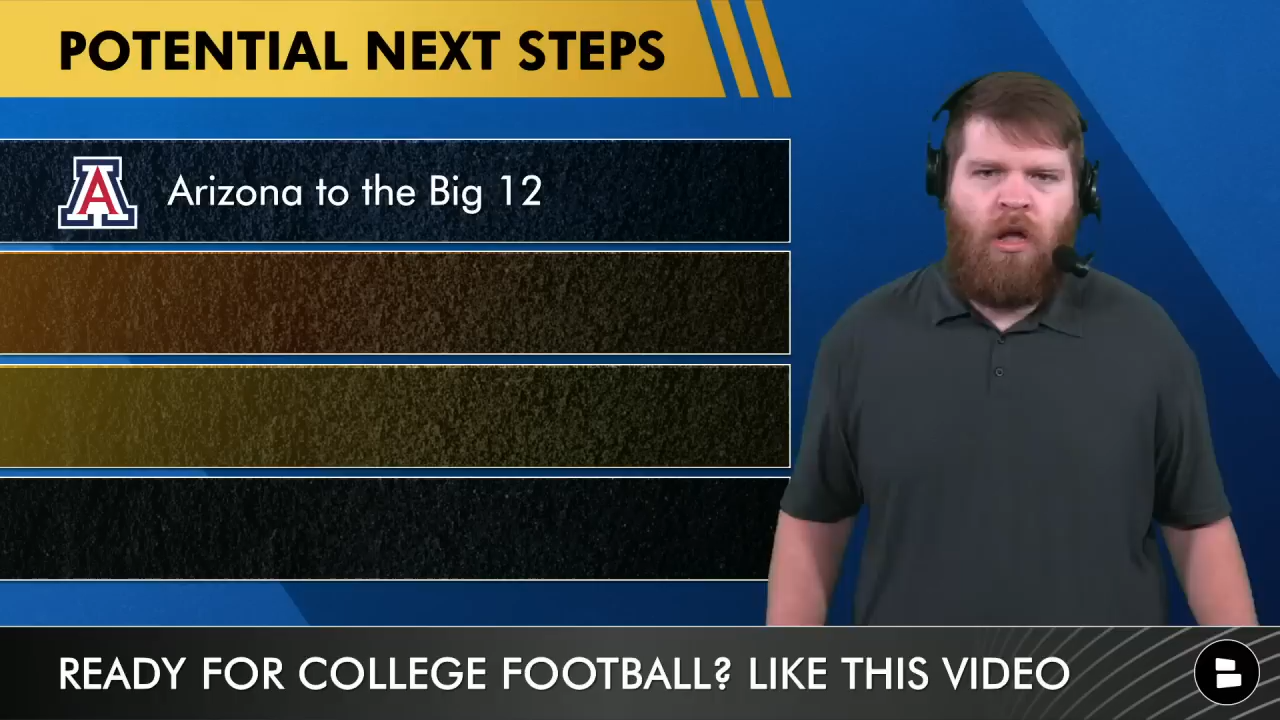 POTENTIAL NEXT STEPS
A Arizona to the Big 12
READY FOR COLLEGE FOOTBALL? LIKE THIS VIDEO